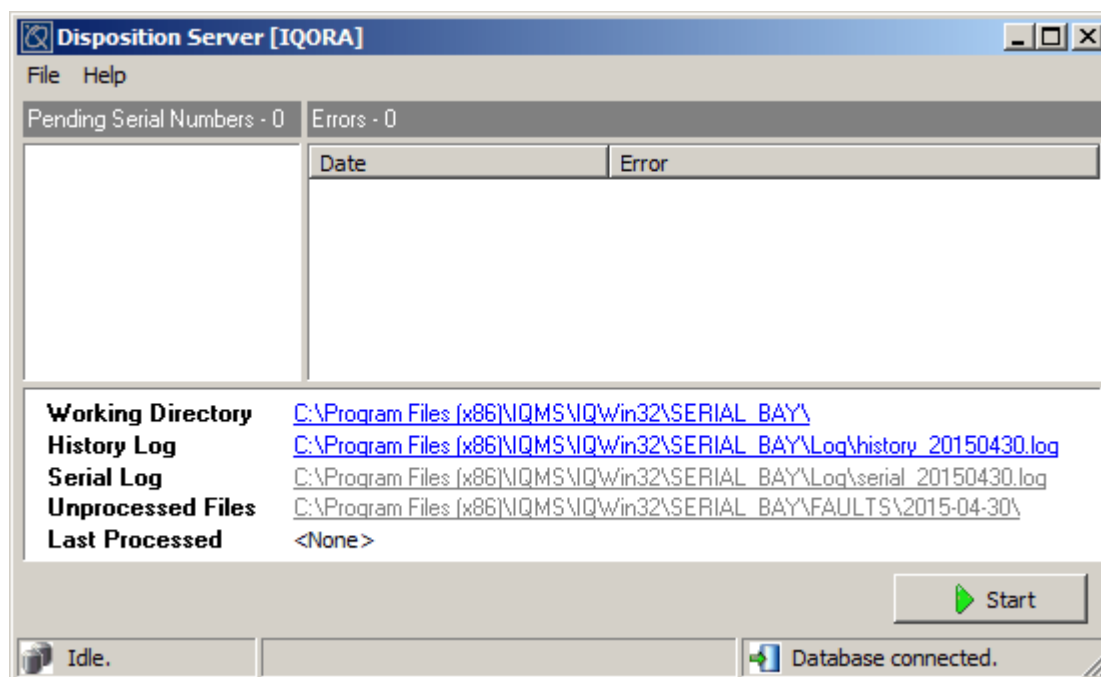 Disposition Server [IQORA]
File Help
Pending Serial Numbers - 0 Errors - 0
Date Error
Working Directory C:\Program Files (x86)\IQMS\IQWin32\SERIAL_BAY\
History Log C:\Program Files (x86)\IQMS\IQWin32\SERIAL_BAY\Log\history_20150430.log
Serial Log C:\Program Files (x86)\IQMS\IQWin32\SERIAL_BAY\Log\serial_20150430.log
Unprocessed Files C:\Program Files (x86)\IQMS\IQWin32\SERIAL_BAY\FAULTS\2015-04-30\
Last Processed <None>
Start
Idle. Database connected.